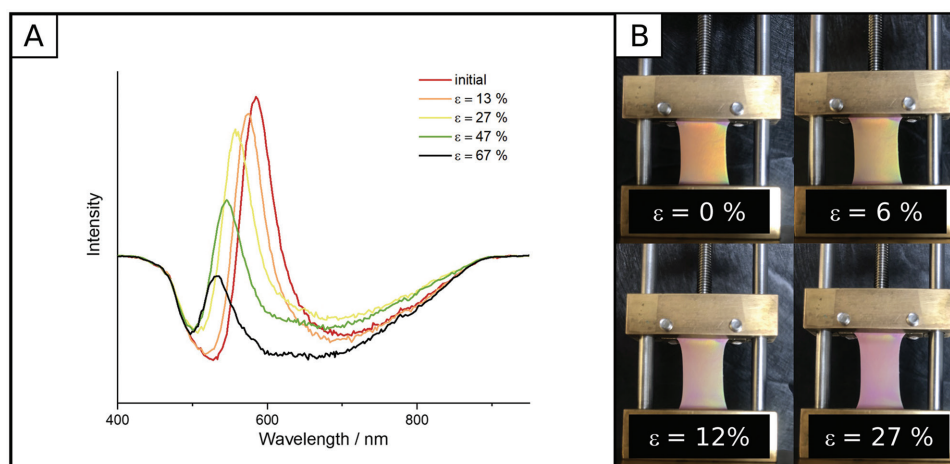 A
initial
ε = 13 %
ε = 27 %
ε = 47 %
ε = 67 %
Intensity
400
600
800
Wavelength / nm
B
ε = 0 %
ε = 6 %
ε = 12%
ε = 27 %